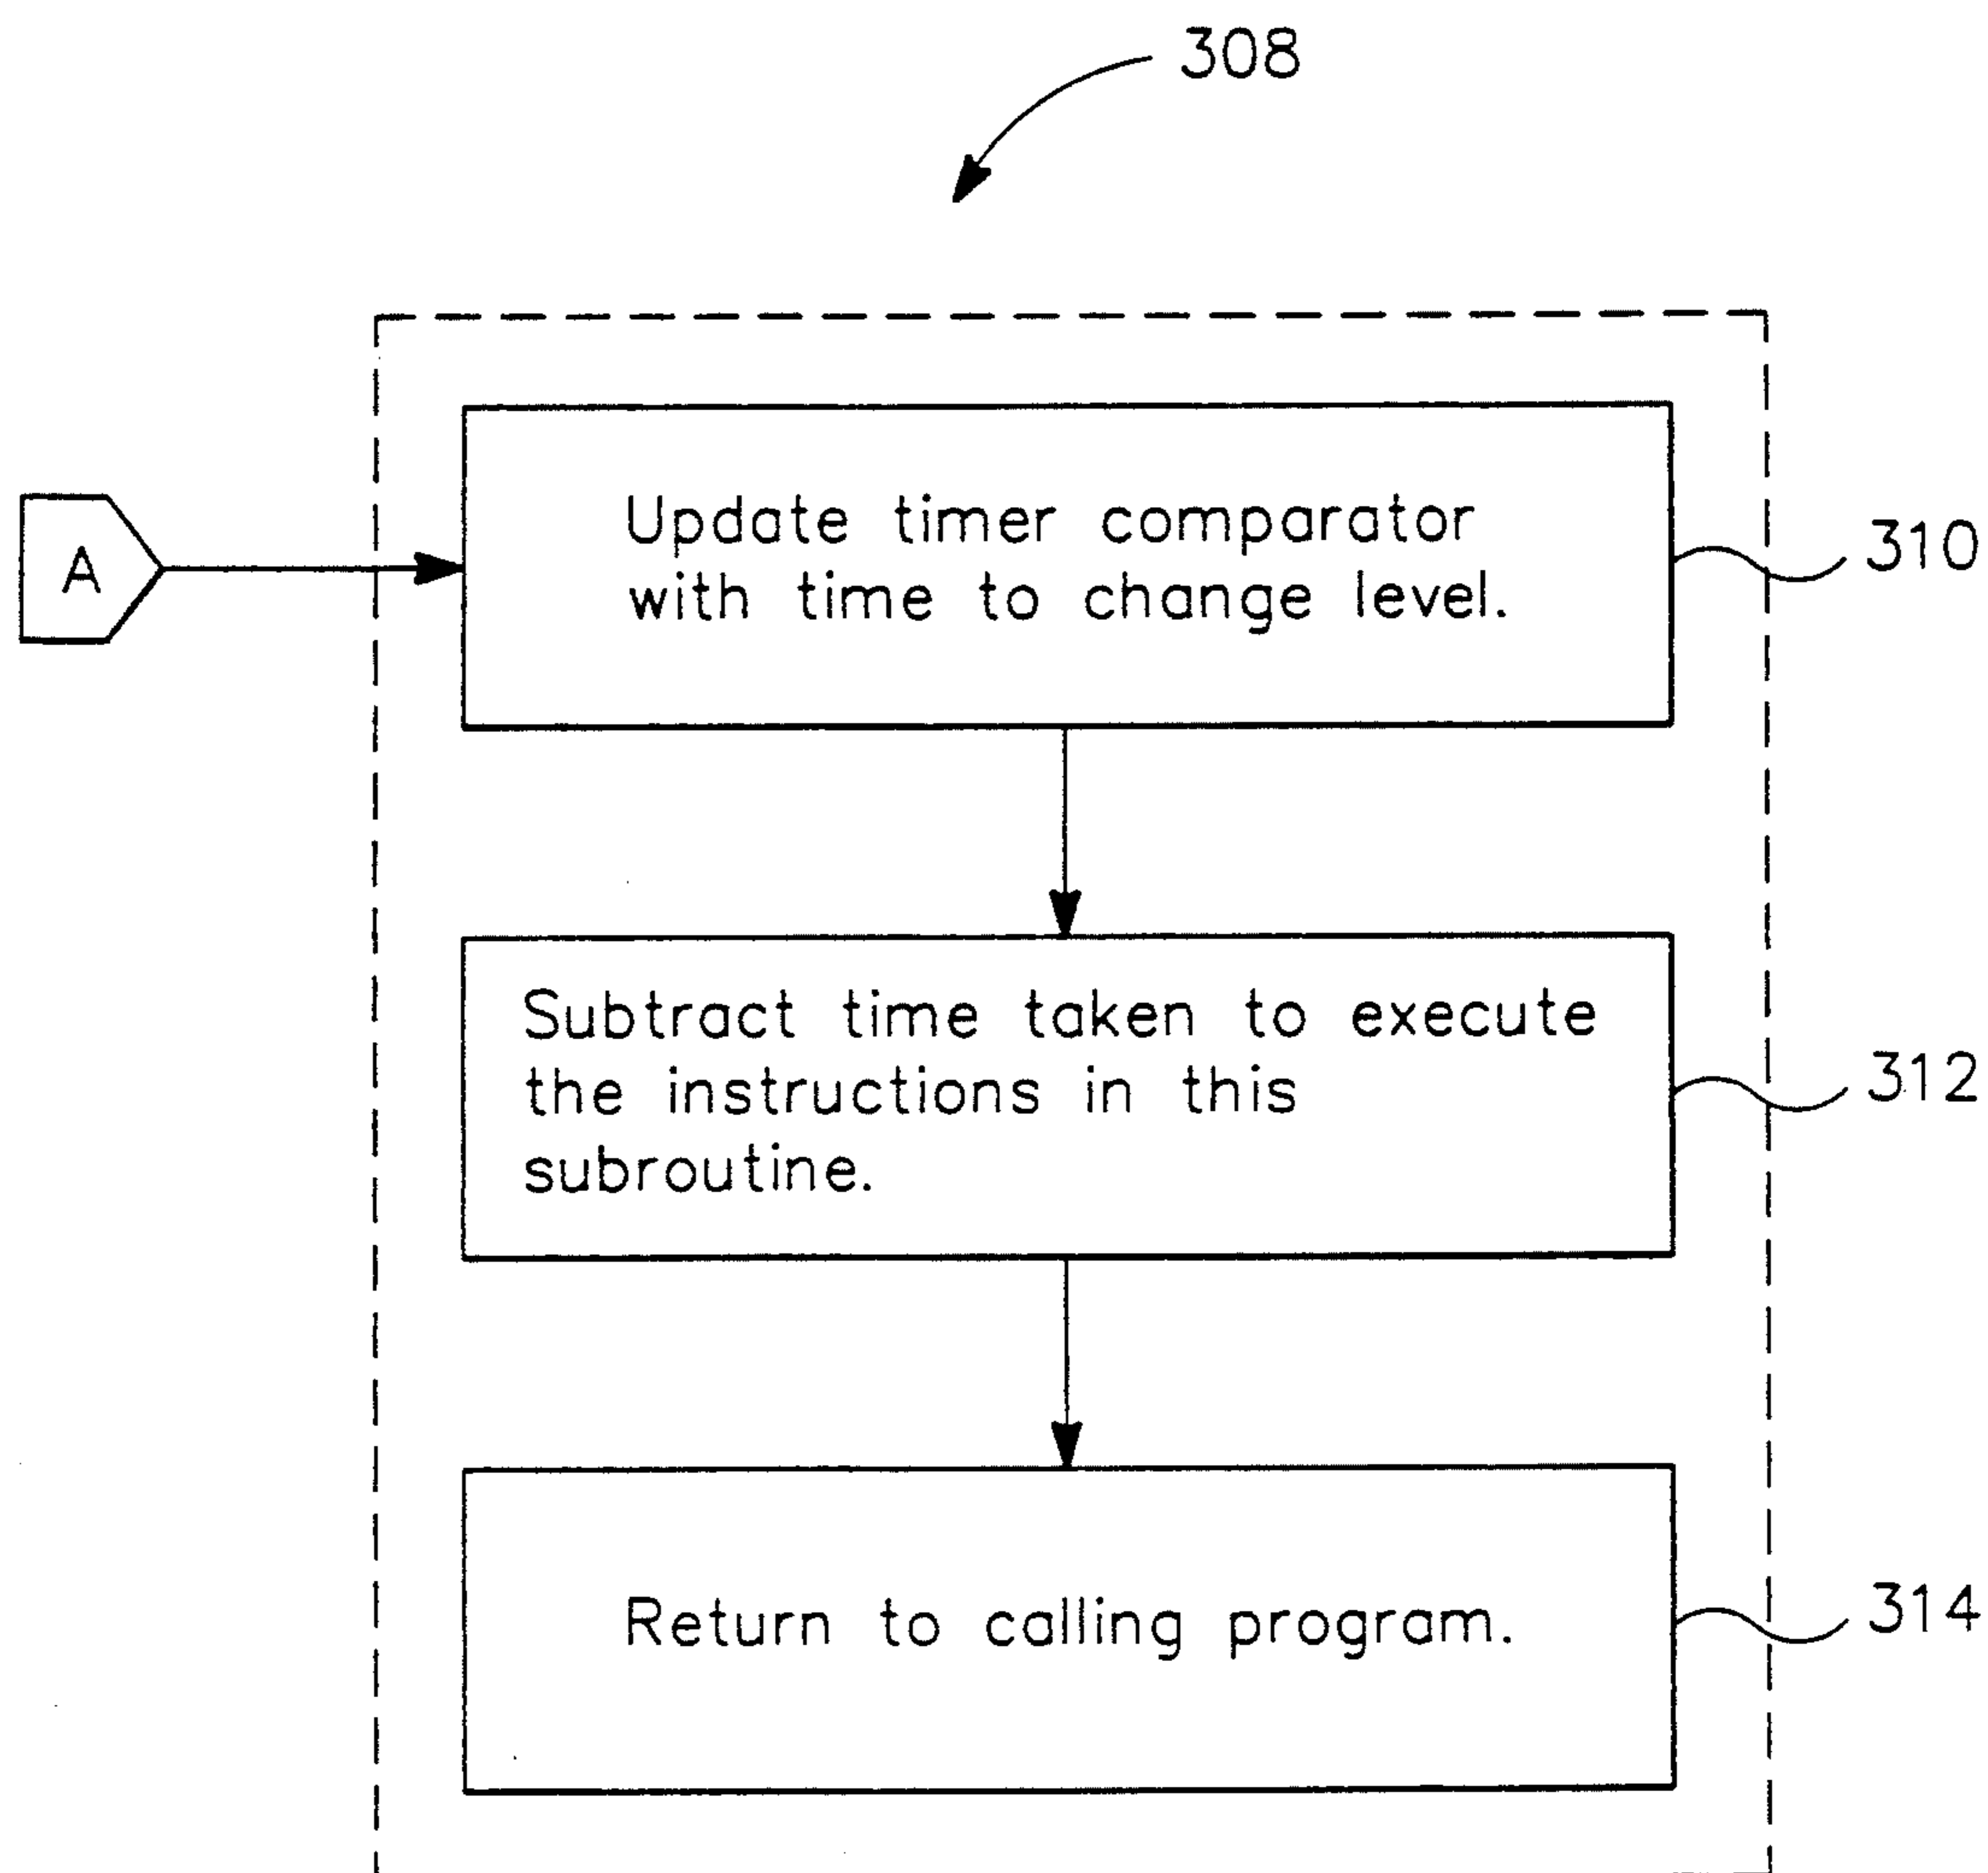 308
A
Update timer comparator
with time to change level.
310
Subtract time taken to execute
the instructions in this
subroutine.
312
Return to calling program.
314